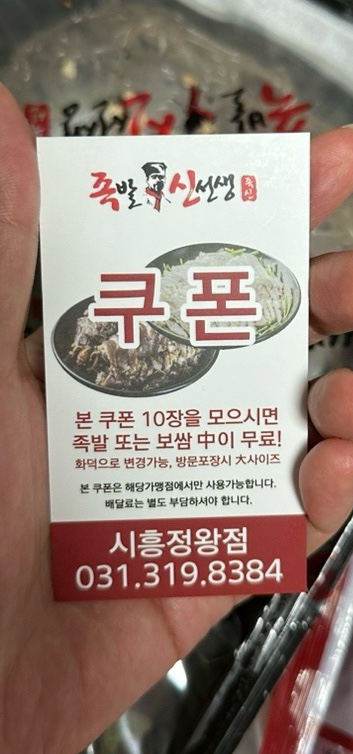 족발신선생
족신
쿠폰
본 쿠폰 10장을 모으시면
족발 또는 보쌈 中이 무료!
화덕으로 변경가능, 방문포장시 大사이즈
본 쿠폰은 해당가맹점에서만 사용가능합니다.
배달료는 별도 부담하셔야 합니다.
시흥정왕점
031.319.8384